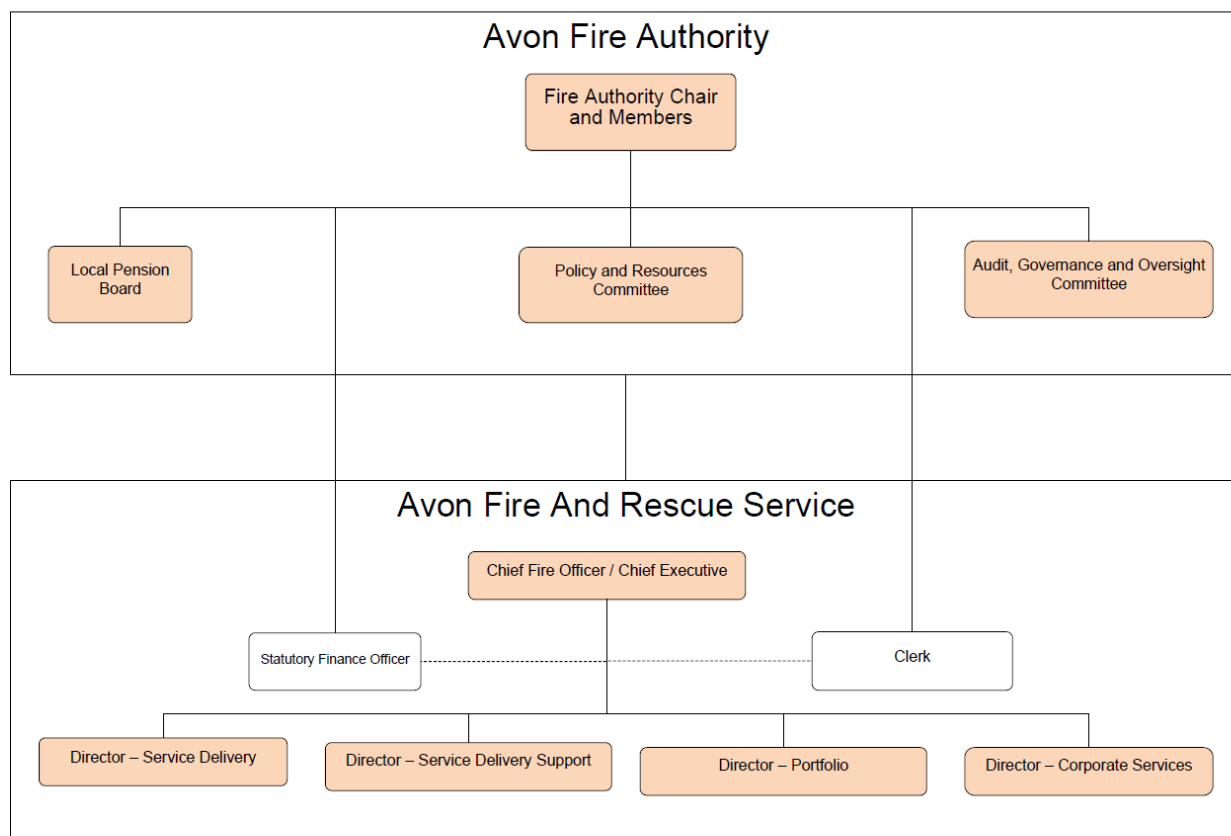 Avon Fire Authority
Fire Authority Chair
and Members
Local Pension
Board
Policy and Resources
Committee
Audit, Governance and Oversight
Committee
Avon Fire And Rescue Service
Chief Fire Officer / Chief Executive
Statutory Finance Officer
Clerk
Director – Service Delivery
Director – Service Delivery Support
Director – Portfolio
Director – Corporate Services